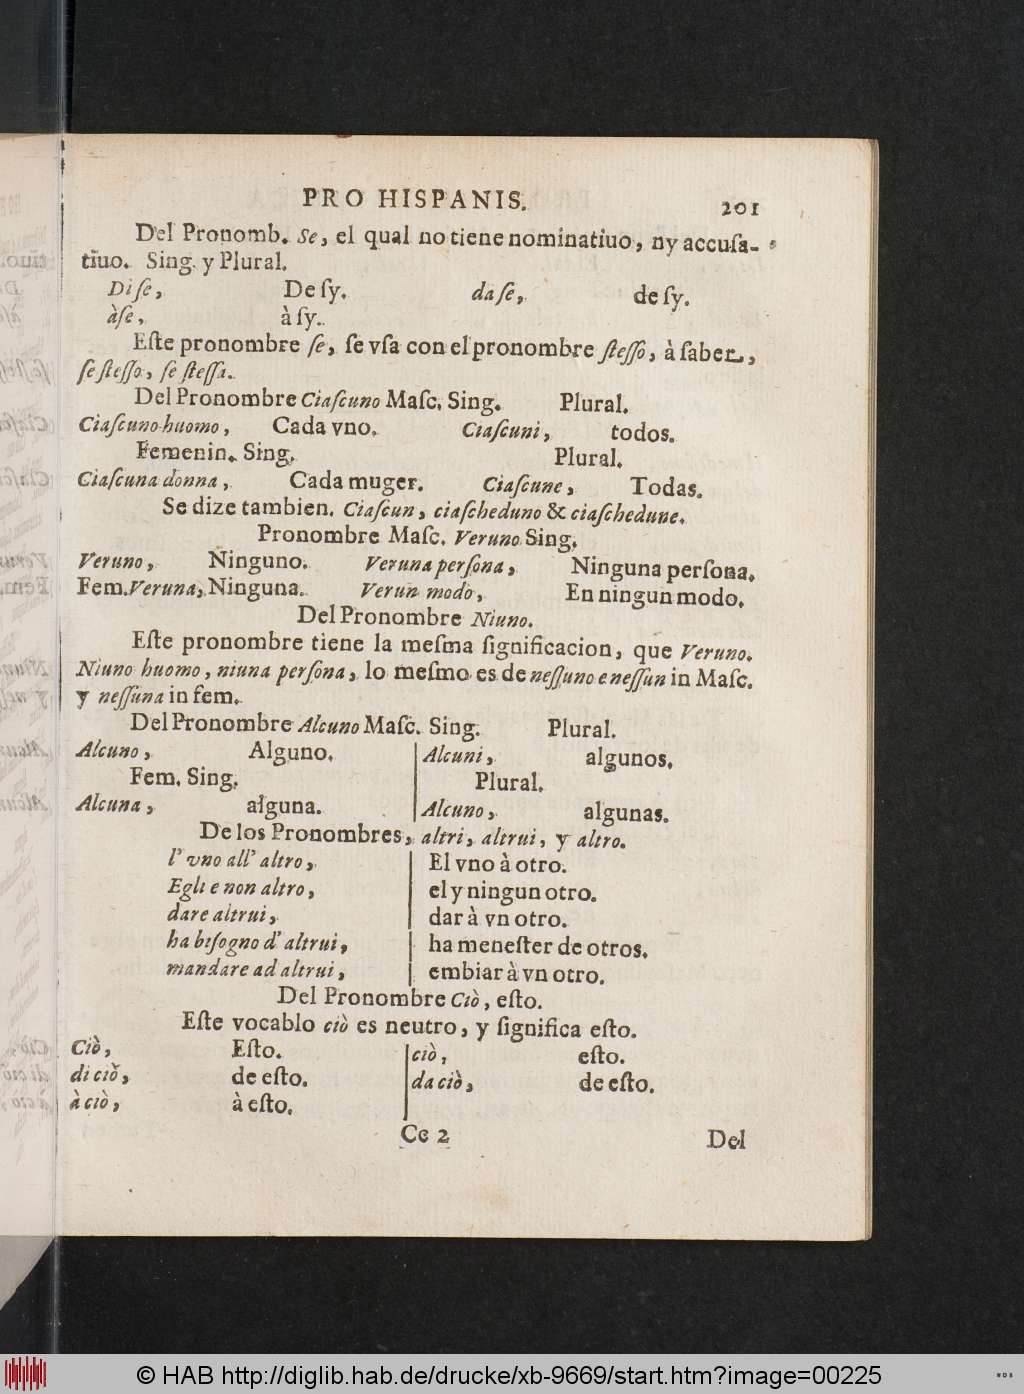 PRO HISPANIS. 201
Del Pronomb. Se, el qual no tiene nominatiuo, ny accuſa-
tiuo. Sing. y Plural.
Di ſe, De ſy. da ſe, de ſy.
à ſe, à ſy.
Eſte pronombre ſe, ſe vſa con el pronombre ſteſſo, à ſaber,
ſe ſteſſo, ſe ſteſſa.
Del Pronombre Ciaſcuno Maſc. Sing. Plural.
Ciaſcuno huomo, Cada vno. Ciaſcuni, todos.
Femenin. Sing. Plural.
Ciaſcuna donna, Cada muger. Ciaſcune, Todas.
Se dize tambien. Ciaſcun, ciaſcheduno & ciaſchedune.
Pronombre Maſc. Veruno Sing.
Veruno, Ninguno. Veruna perſona, Ninguna perſona.
Fem. Veruna, Ninguna. Verun modo, En ningun modo.
Del Pronombre Niuno.
Eſte pronombre tiene la meſma ſignificacion, que Veruno.
Niuno huomo, niuna perſona, lo meſmo es de neſſuno e neſſun in Maſc.
y neſſuna in fem.
Del Pronombre Alcuno Maſc. Sing. Plural.
Alcuno, Alguno. Alcuni, algunos.
Fem. Sing. Plural.
Alcuna, alguna. Alcuno, algunas.
De los Pronombres, altri, altrui, y altro.
l' vno all' altro, El vno à otro.
Egli e non altro, el y ningun otro.
dare altrui, dar à vn otro.
ha biſogno d' altrui, ha meneſter de otros.
mandare ad altrui, embiar à vn otro.
Del Pronombre Ciò, eſto.
Eſte vocablo ciò es neutro, y ſignifica eſto.
Ciò, Eſto. ciò, eſto.
di ciò, de eſto. da ciò, de eſto.
à ciò, à eſto.
Cc 2 Del
© HAB http://diglib.hab.de/drucke/xb-9669/start.htm?image=00225